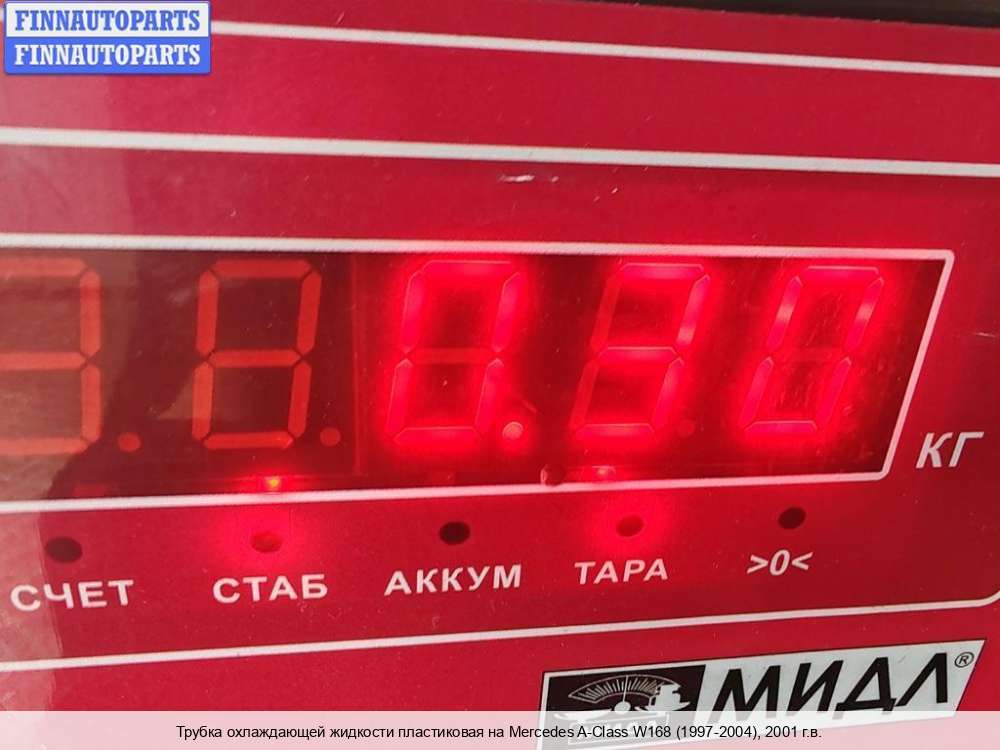 FINNAUTOPARTS
FINNAUTOPARTS
0.30
КГ
СЧЕТ СТАБ АККУМ ТАРА >0<
МИДЛ®
Трубка охлаждающей жидкости пластиковая на Mercedes A-Class W168 (1997-2004), 2001 г.в.